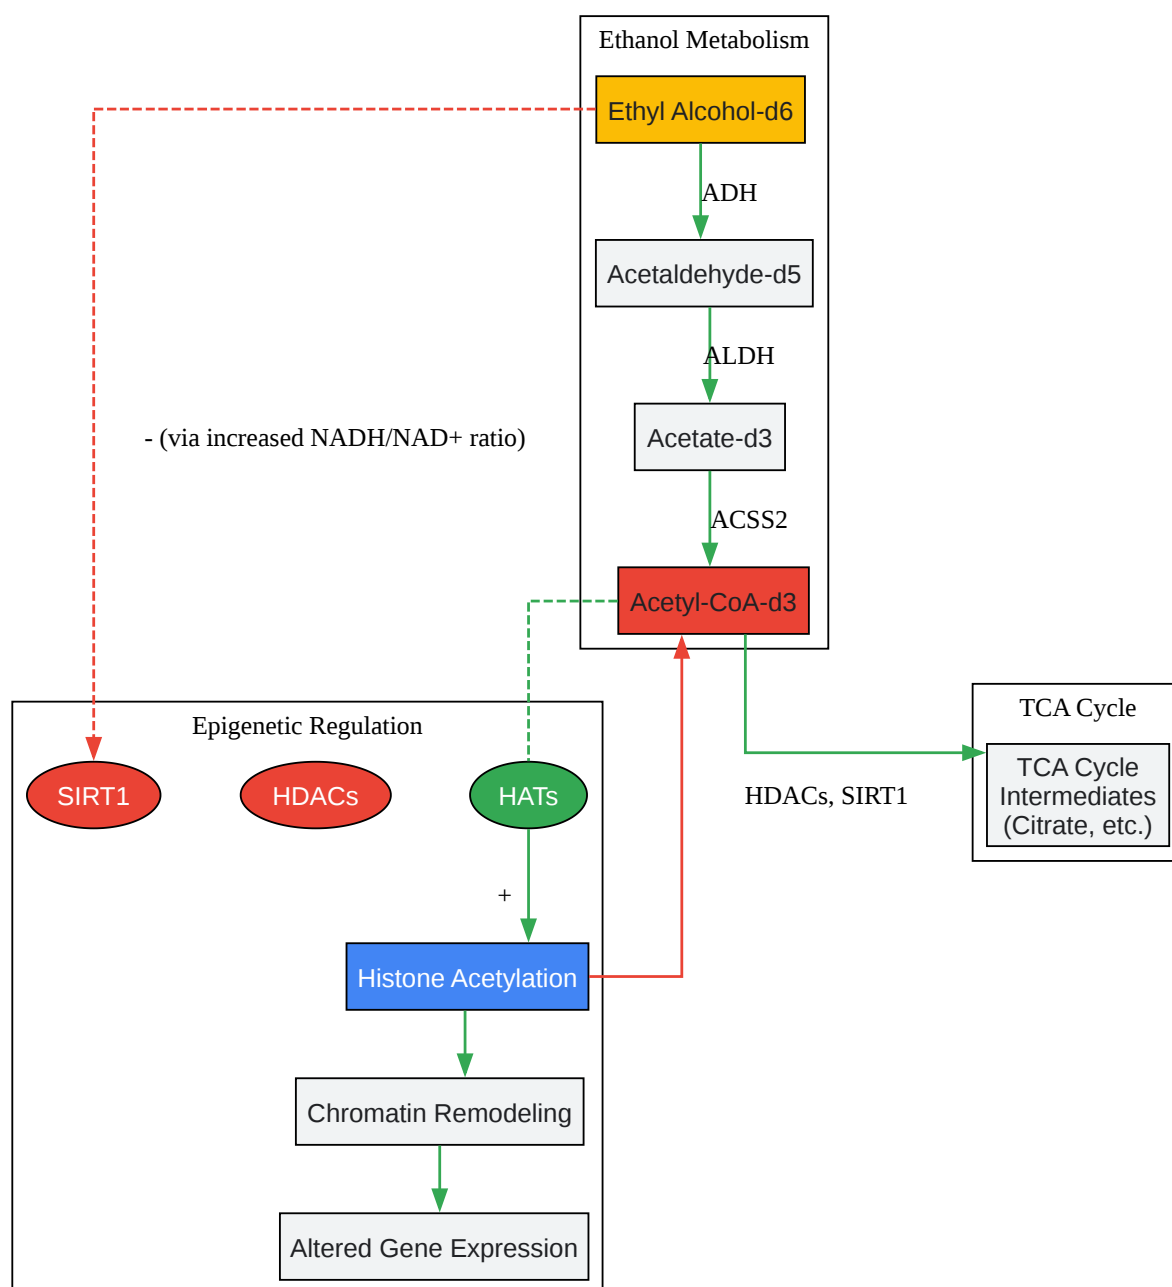 Ethanol Metabolism
Ethyl Alcohol-d6
ADH
Acetaldehyde-d5
ALDH
- (via increased NADH/NAD+ ratio)
Acetate-d3
ACSS2
Acetyl-CoA-d3
Epigenetic Regulation
SIRT1
HDACs
HATs
+
Histone Acetylation
Chromatin Remodeling
Altered Gene Expression
HDACs, SIRT1
TCA Cycle
TCA Cycle
Intermediates
(Citrate, etc.)